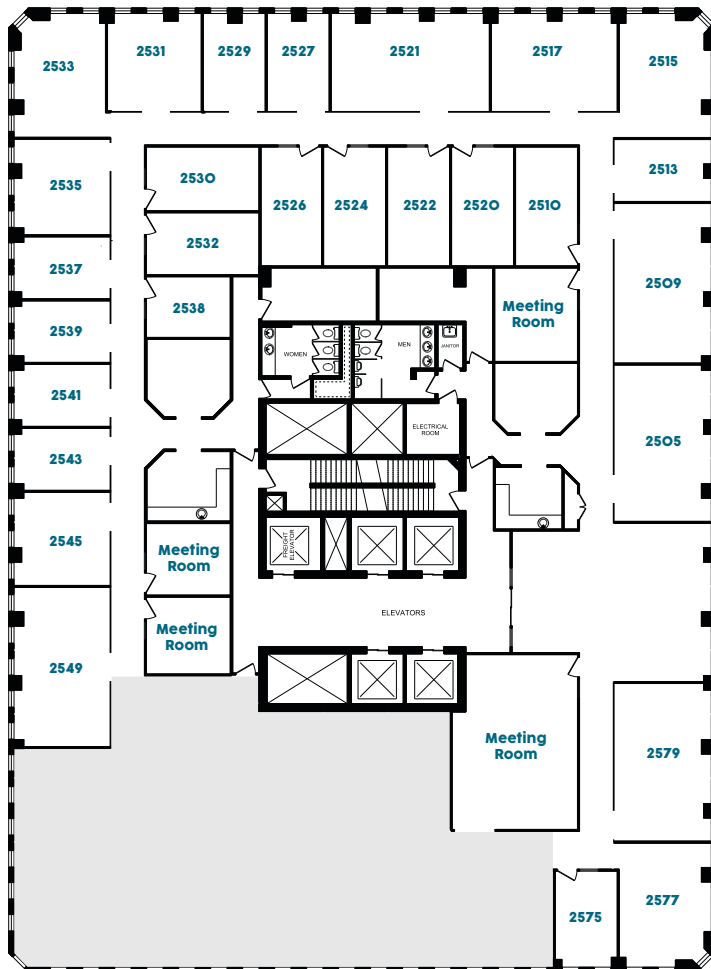 2533
2531
2529
2527
2521
2517
2515
2535
2530
2526
2524
2522
2520
2510
2513
2532
2537
2509
2538
Meeting
Room
2539
WOMEN
MEN
JANITOR
2541
ELECTRICAL
ROOM
2505
2543
2545
Meeting
Room
FREIGHT
ELEVATOR
ELEVATORS
Meeting
Room
2549
Meeting
Room
2579
2575
2577